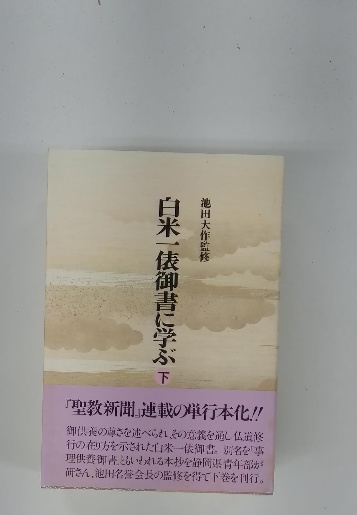 池田大作監修
白米一俵御書に学ぶ
下
『聖教新聞』連載の単行本化!!
御供養の尊さを述べられ、その意義を通し仏道修
行の在り方を示された白米一俵御書。別名を「事
理供養御書」ともいわれる本抄を静岡県青年部が
研さん、池田名誉会長の監修を得て下巻を刊行。